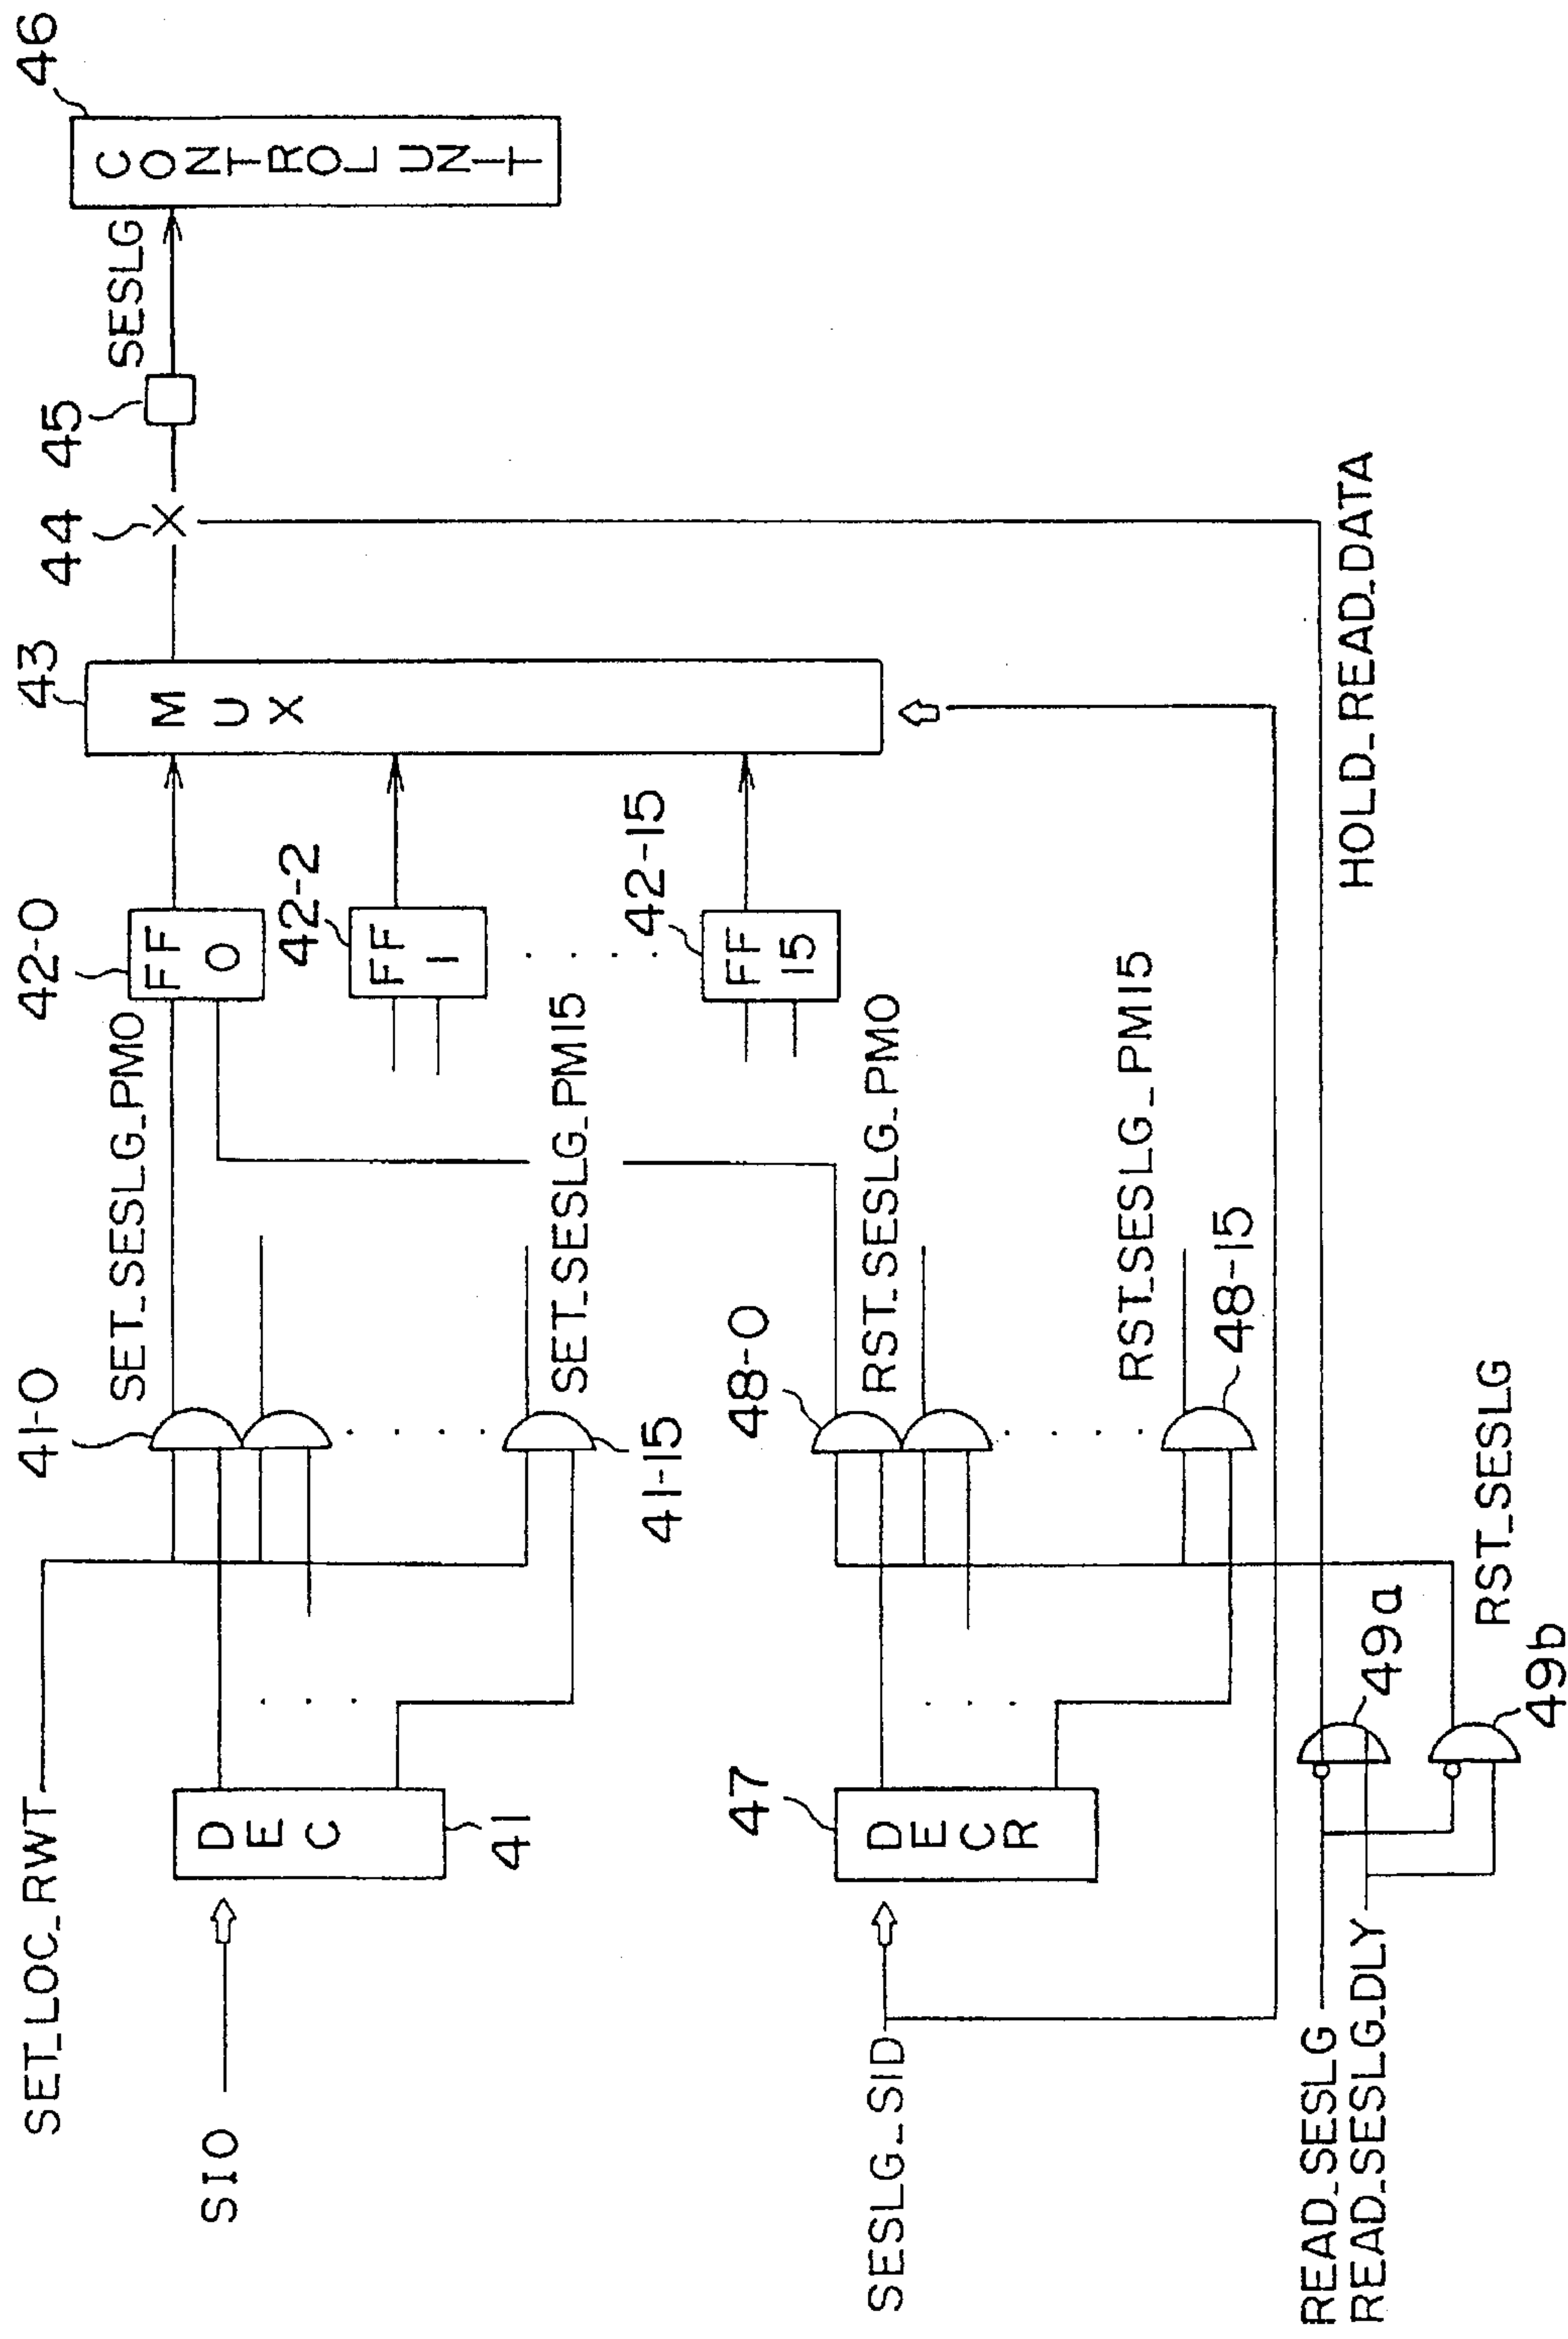 SET_LOC_RWT
41-0
SET_SESLG_PM0
42-0
FF
0
43
MUX
44
X
45
SESLG
46
CONTROL UNIT
SIO
DEC
41
41-15
SET_SESLG_PM15
42-2
FF
1
42-15
FF
15
SESLG_SID
47
DECR
48-0
RST_SESLG_PM0
RST_SESLG_PM15
48-15
HOLD_READ_DATA
READ_SESLG
READ_SESLG_DLY
49a
49b
RST_SESLG